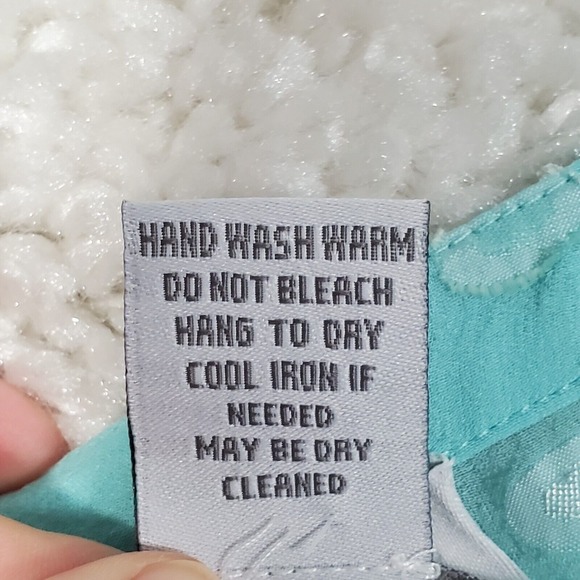 HAND WASH WARM
DO NOT BLEACH
HANG TO DRY
COOL IRON IF
NEEDED
MAY BE DRY
CLEANED